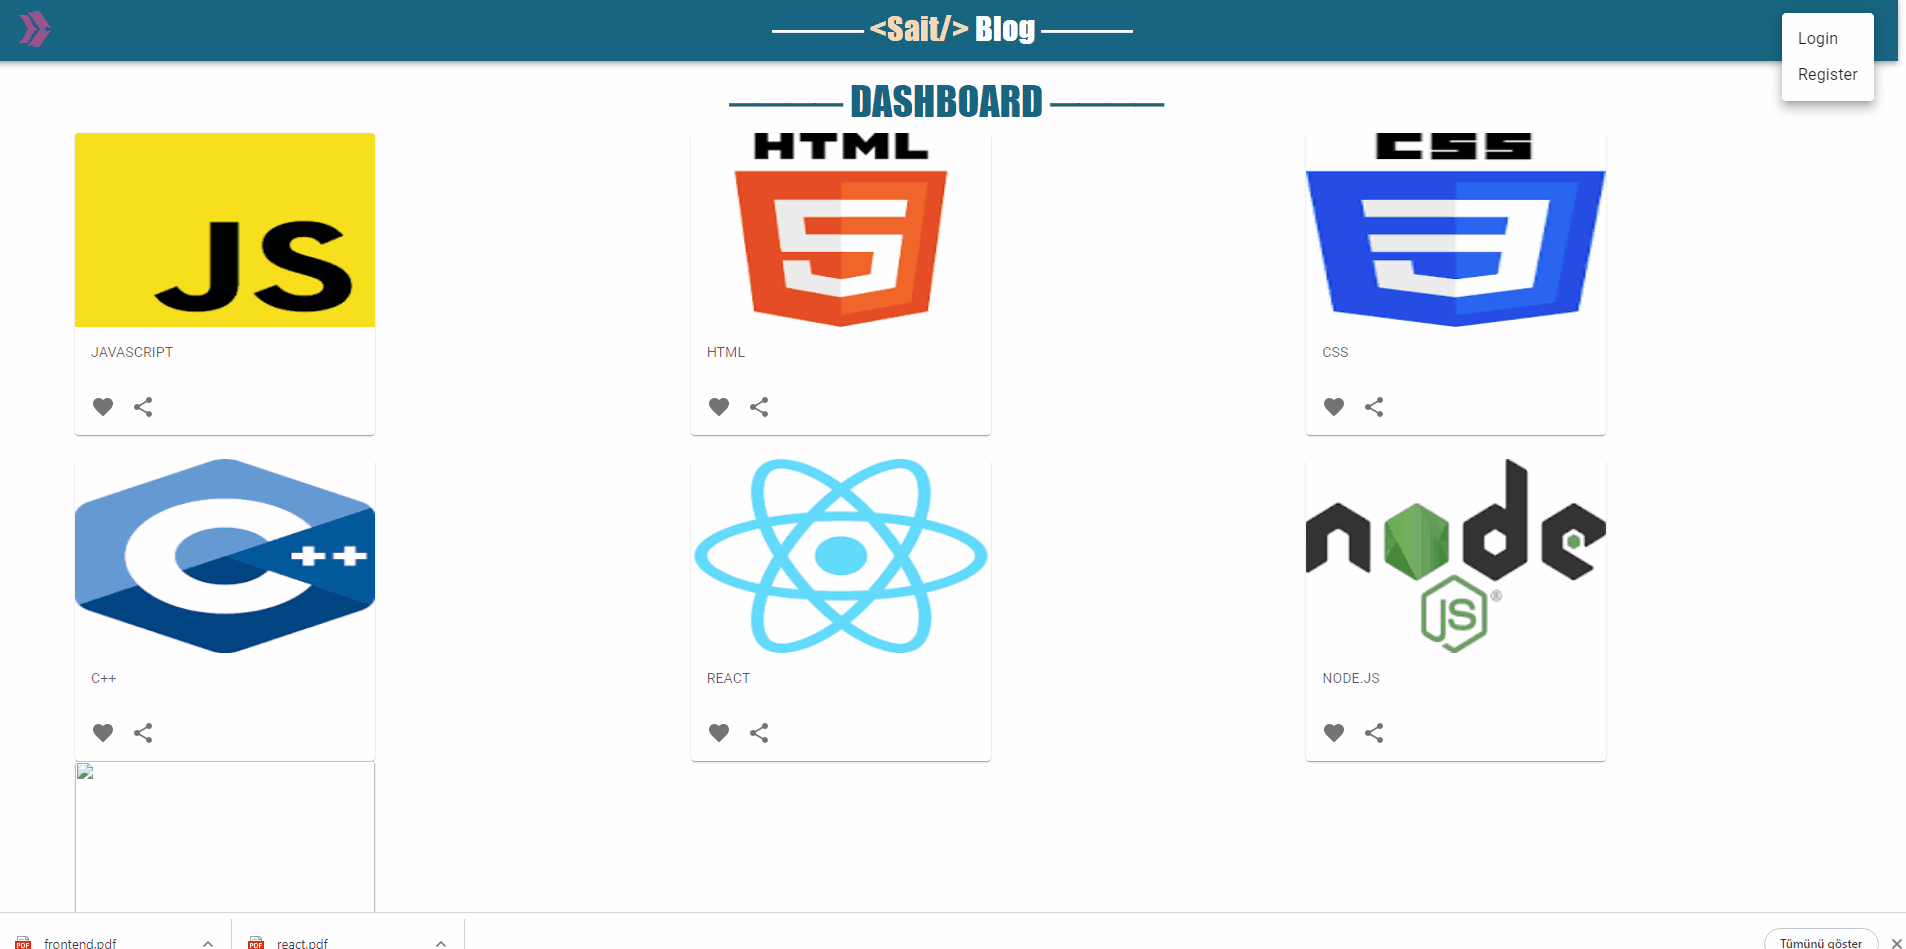 <Sait/> Blog
Login
Register
DASHBOARD
JS
HTML
5
CSS
3
JAVASCRIPT
HTML
CSS
C++
node
JS®
C++
REACT
NODE.JS
frontend.pdf
react.pdf
Tümünü göster